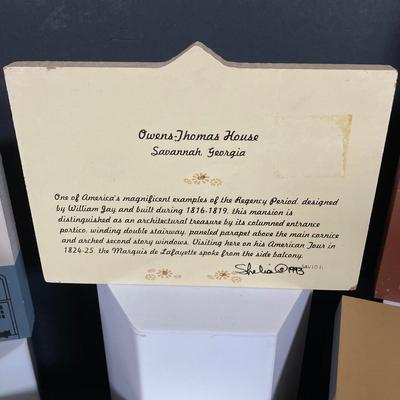 Owens-Thomas House
Savannah, Georgia
One of America's magnificent examples of the Regency Period, designed
by William Jay and built during 1816-1819, this mansion is
distinguished as an architectural treasure by its columned entrance
portico, winding double stairway, paneled parapet above the main cornice
and arched second story windows. Visiting here on his American Tour in
1824-25, the Marquis de Lafayette spoke from the side balcony.
Shelia © 1993